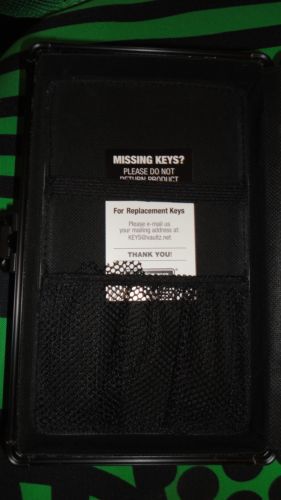 MISSING KEYS?
PLEASE DO NOT
RETURN PRODUCT
For Replacement Keys
Please e-mail us
your mailing address at:
KEYS@vaultz.net
THANK YOU!